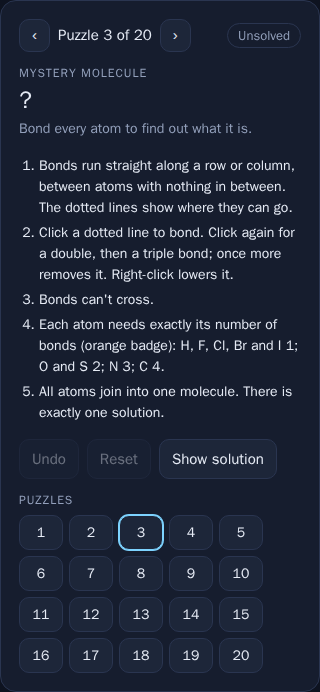 ‹ Puzzle 3 of 20 › Unsolved
MYSTERY MOLECULE
?
Bond every atom to find out what it is.
1. Bonds run straight along a row or column,
between atoms with nothing in between.
The dotted lines show where they can go.
2. Click a dotted line to bond. Click again for
a double, then a triple bond; once more
removes it. Right-click lowers it.
3. Bonds can't cross.
4. Each atom needs exactly its number of
bonds (orange badge): H, F, Cl, Br and I 1;
O and S 2; N 3; C 4.
5. All atoms join into one molecule. There is
exactly one solution.
Undo Reset Show solution
PUZZLES
1 2 3 4 5
6 7 8 9 10
11 12 13 14 15
16 17 18 19 20